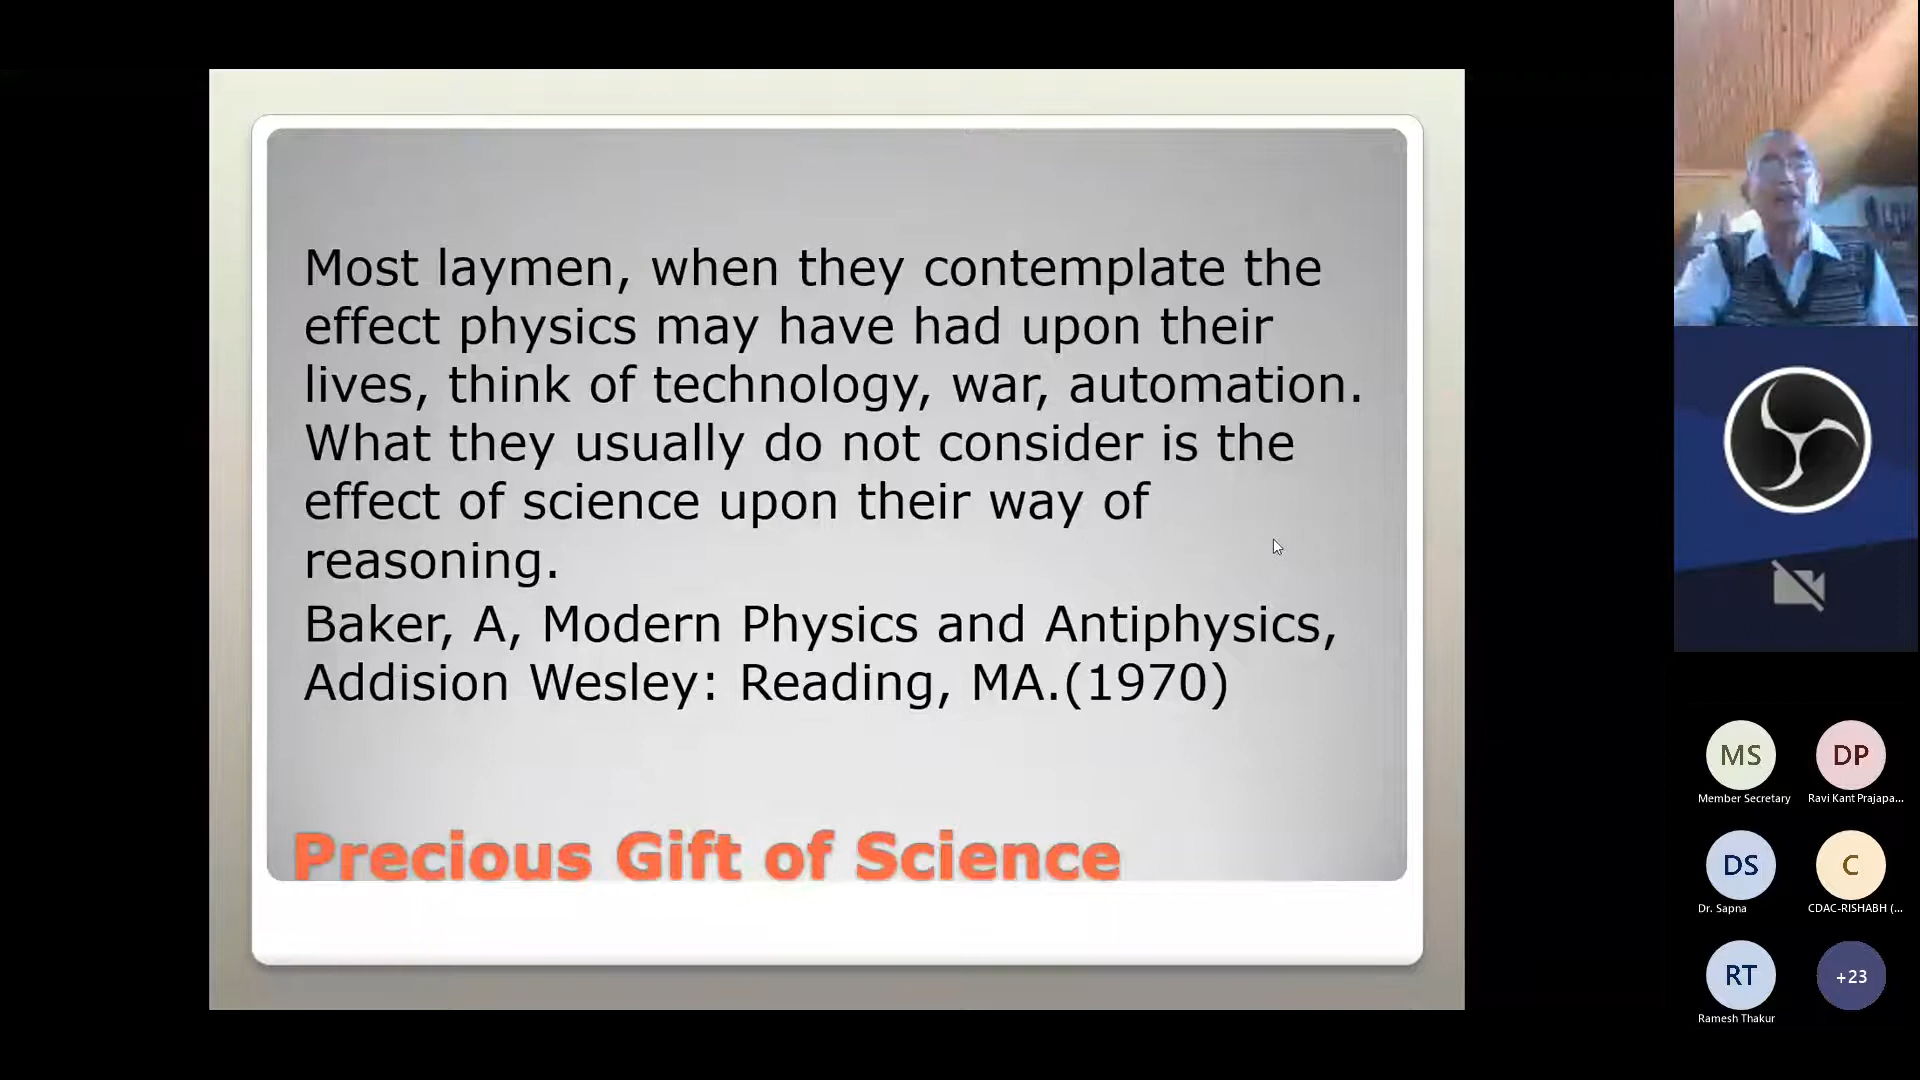 Most laymen, when they contemplate the
effect physics may have had upon their
lives, think of technology, war, automation.
What they usually do not consider is the
effect of science upon their way of
reasoning.
Baker, A, Modern Physics and Antiphysics,
Addision Wesley: Reading, MA.(1970)
Precious Gift of Science
MS
Member Secretary
DP
Ravi Kant Prajapa...
DS
Dr. Sapna
C
CDAC-RISHABH (...
RT
Ramesh Thakur
+23